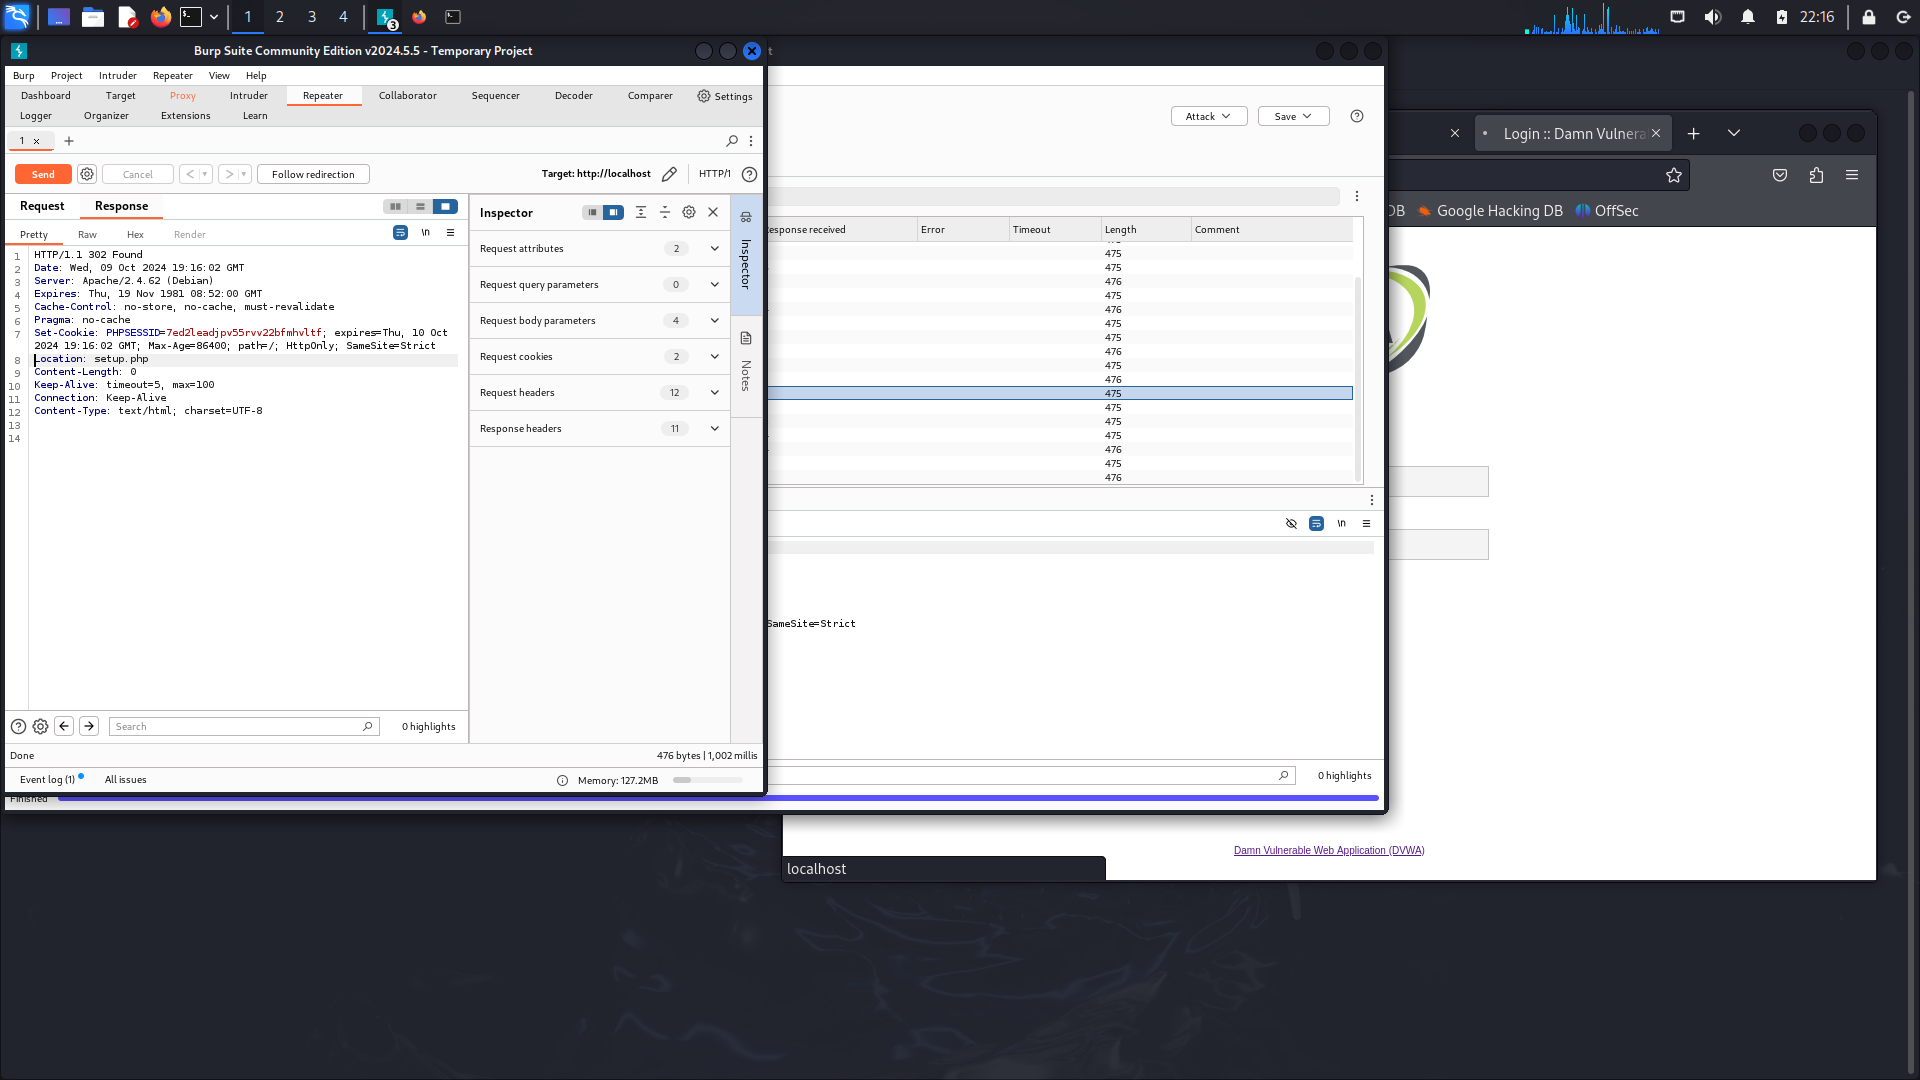 1 2 3 4 3 22:16
Burp Suite Community Edition v2024.5.5 - Temporary Project
Burp Project Intruder Repeater View Help
Dashboard Target Proxy Intruder Repeater Collaborator Sequencer Decoder Comparer Settings
Logger Organizer Extensions Learn
1 × +
Send Cancel < > Follow redirection Target: http://localhost HTTP/1
Request Response
Pretty Raw Hex Render \n
1 HTTP/1.1 302 Found
2 Date: Wed, 09 Oct 2024 19:16:02 GMT
3 Server: Apache/2.4.62 (Debian)
4 Expires: Thu, 19 Nov 1981 08:52:00 GMT
5 Cache-Control: no-store, no-cache, must-revalidate
6 Pragma: no-cache
7 Set-Cookie: PHPSESSID=7ed2leadjpv55rvv22bfmhvltf; expires=Thu, 10 Oct
2024 19:16:02 GMT; Max-Age=86400; path=/; HttpOnly; SameSite=Strict
8 Location: setup.php
9 Content-Length: 0
10 Keep-Alive: timeout=5, max=100
11 Connection: Keep-Alive
12 Content-Type: text/html; charset=UTF-8
13
14
Search 0 highlights
Done 476 bytes | 1,002 millis
Event log (1) All issues Memory: 127.2MB
Inspector
Request attributes 2
Request query parameters 0
Request body parameters 4
Request cookies 2
Request headers 12
Response headers 11
Inspector
Notes
t
Attack Save
esponse received Error Timeout Length Comment
475
475
476
475
476
475
475
476
475
476
475
475
475
475
476
475
476
\n
SameSite=Strict
0 highlights
Finished
Login :: Damn Vulnera
DB Google Hacking DB OffSec
Damn Vulnerable Web Application (DVWA)
localhost